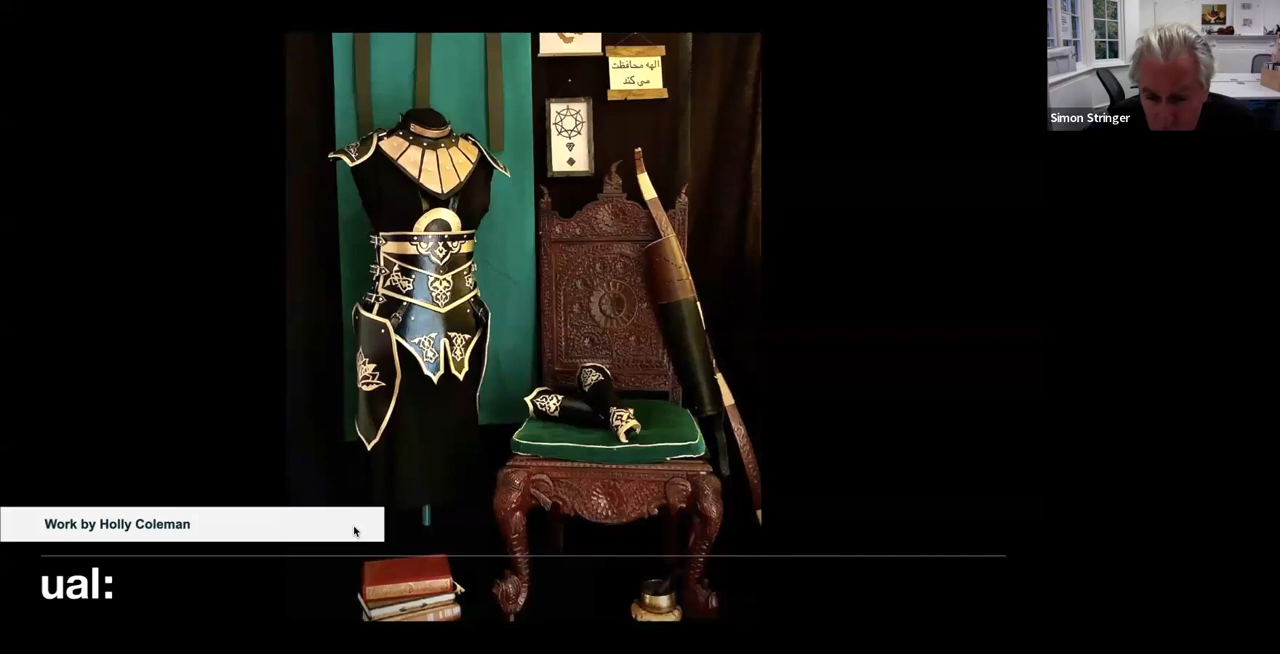 الهه محافظت
می کند
Simon Stringer
Work by Holly Coleman
ual: